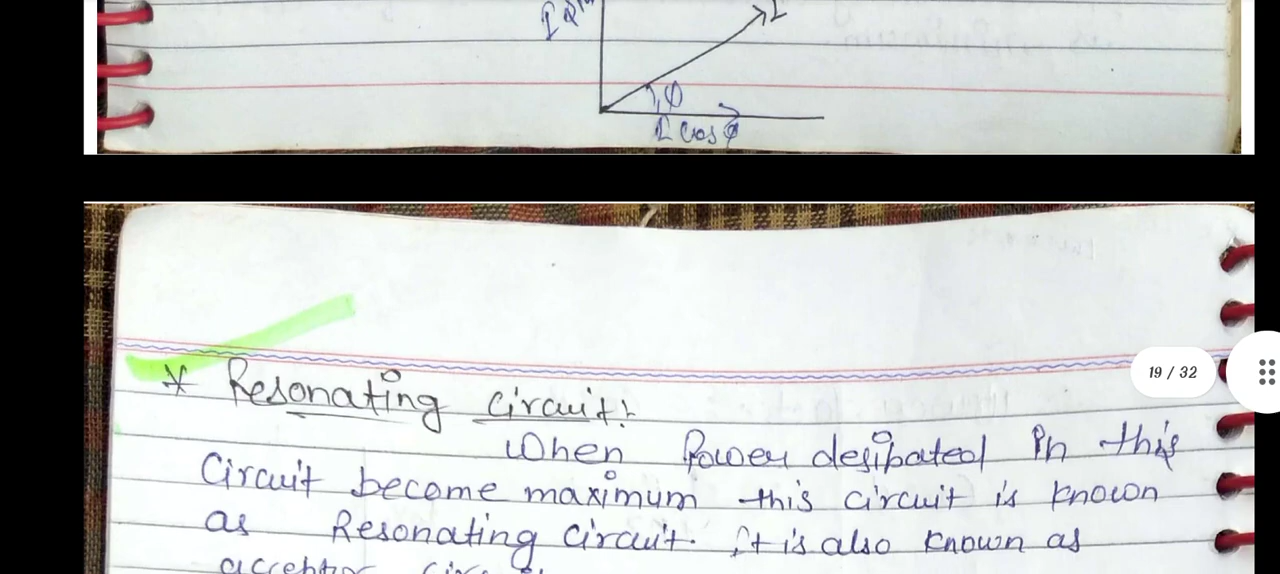 I
φ
I cos φ
19 / 32
* Resonating circuit:
When Power desipated in this
Circuit become maximum this circuit is known
as Resonating Circuit. It is also known as